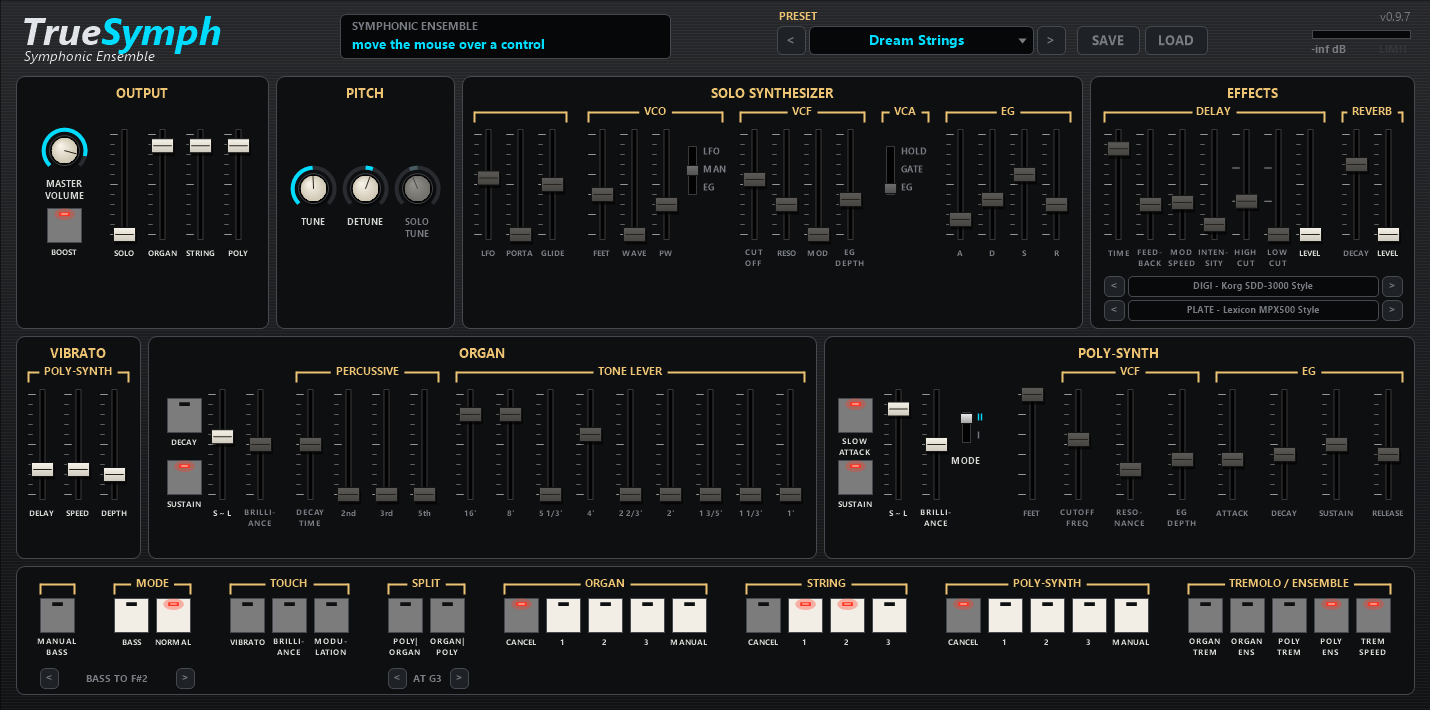 TrueSymph
Symphonic Ensemble
SYMPHONIC ENSEMBLE
move the mouse over a control
PRESET
< Dream Strings > SAVE LOAD
v0.9.7
-inf dB LIMIT
OUTPUT
MASTER VOLUME
BOOST
SOLO ORGAN STRING POLY
PITCH
TUNE DETUNE SOLO TUNE
SOLO SYNTHESIZER
VCO VCF VCA EG
LFO
MAN
EG
HOLD
GATE
EG
LFO PORTA GLIDE FEET WAVE PW CUT OFF RESO MOD EG DEPTH A D S R
EFFECTS
DELAY REVERB
TIME FEED-BACK MOD SPEED INTEN-SITY HIGH CUT LOW CUT LEVEL DECAY LEVEL
< DIGI - Korg SDD-3000 Style >
< PLATE - Lexicon MPX500 Style >
VIBRATO
POLY-SYNTH
DELAY SPEED DEPTH
ORGAN
PERCUSSIVE TONE LEVER
DECAY
SUSTAIN
S ~ L BRILLI-ANCE DECAY TIME 2nd 3rd 5th 16' 8' 5 1/3' 4' 2 2/3' 2' 1 3/5' 1 1/3' 1'
POLY-SYNTH
VCF EG
SLOW ATTACK
SUSTAIN
II
I
MODE
S ~ L BRILLI-ANCE FEET CUTOFF FREQ RESO-NANCE EG DEPTH ATTACK DECAY SUSTAIN RELEASE
MODE TOUCH SPLIT ORGAN STRING POLY-SYNTH TREMOLO / ENSEMBLE
MANUAL BASS
BASS NORMAL
VIBRATO BRILLI-ANCE MODU-LATION
POLY| ORGAN ORGAN| POLY
CANCEL 1 2 3 MANUAL
CANCEL 1 2 3
CANCEL 1 2 3 MANUAL
ORGAN TREM ORGAN ENS POLY TREM POLY ENS TREM SPEED
< BASS TO F#2 >
< AT G3 >